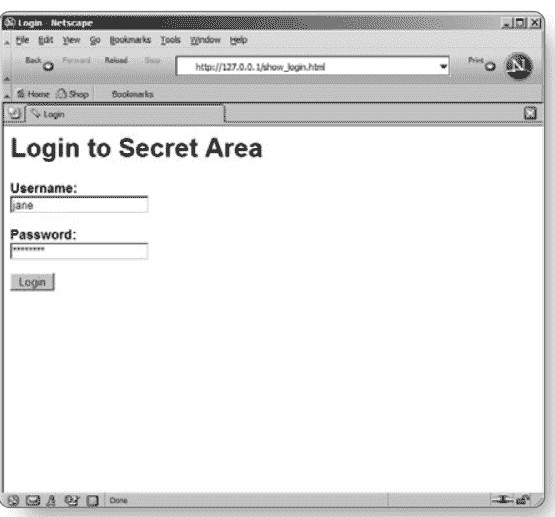 Login - Netscape
File Edit View Go Bookmarks Tools Window Help
Back Forward Reload Stop http://127.0.0.1/show_login.html Print N
Home Shop Bookmarks
Login
Login to Secret Area
Username:
jane
Password:
********
Login
Done